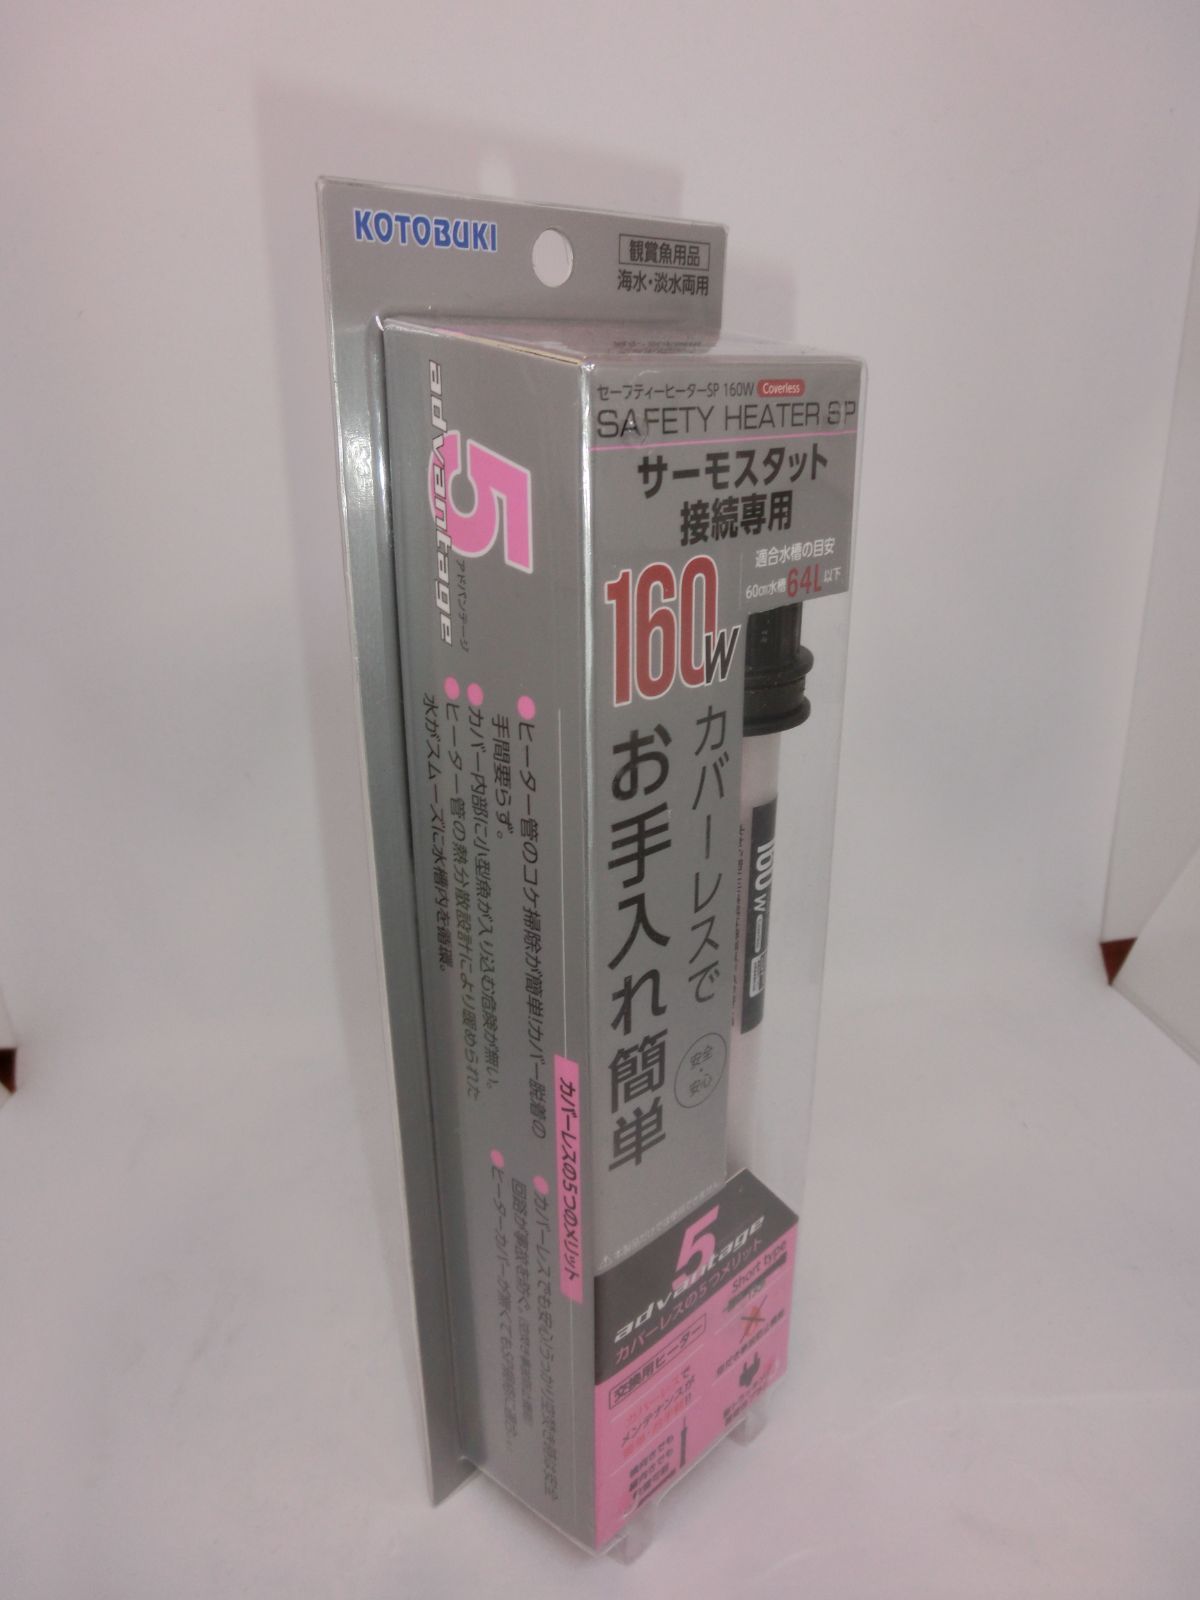 KOTOBUKI
観賞魚用品
海水・淡水両用
セーフティーヒーターSP 160W Coverless
SAFETY HEATER SP
サーモスタット
接続専用
適合水槽の目安
60cm水槽64L以下
160W
カバーレスで
お手入れ簡単
安全・安心
160W
5
advantage
アドバンテージ
カバーレスの5つのメリット
ヒーター管のコケ掃除が簡単!カバー脱着の
手間要らず。
カバー内部に小型魚が入り込む危険が無い。
ヒーター管の熱分散設計により暖められた
水がスムーズに水槽内を循環。
5
advantage
カバーレスの5つのメリット
交換用ヒーター
カバーレスで
メンテナンスが
Short type